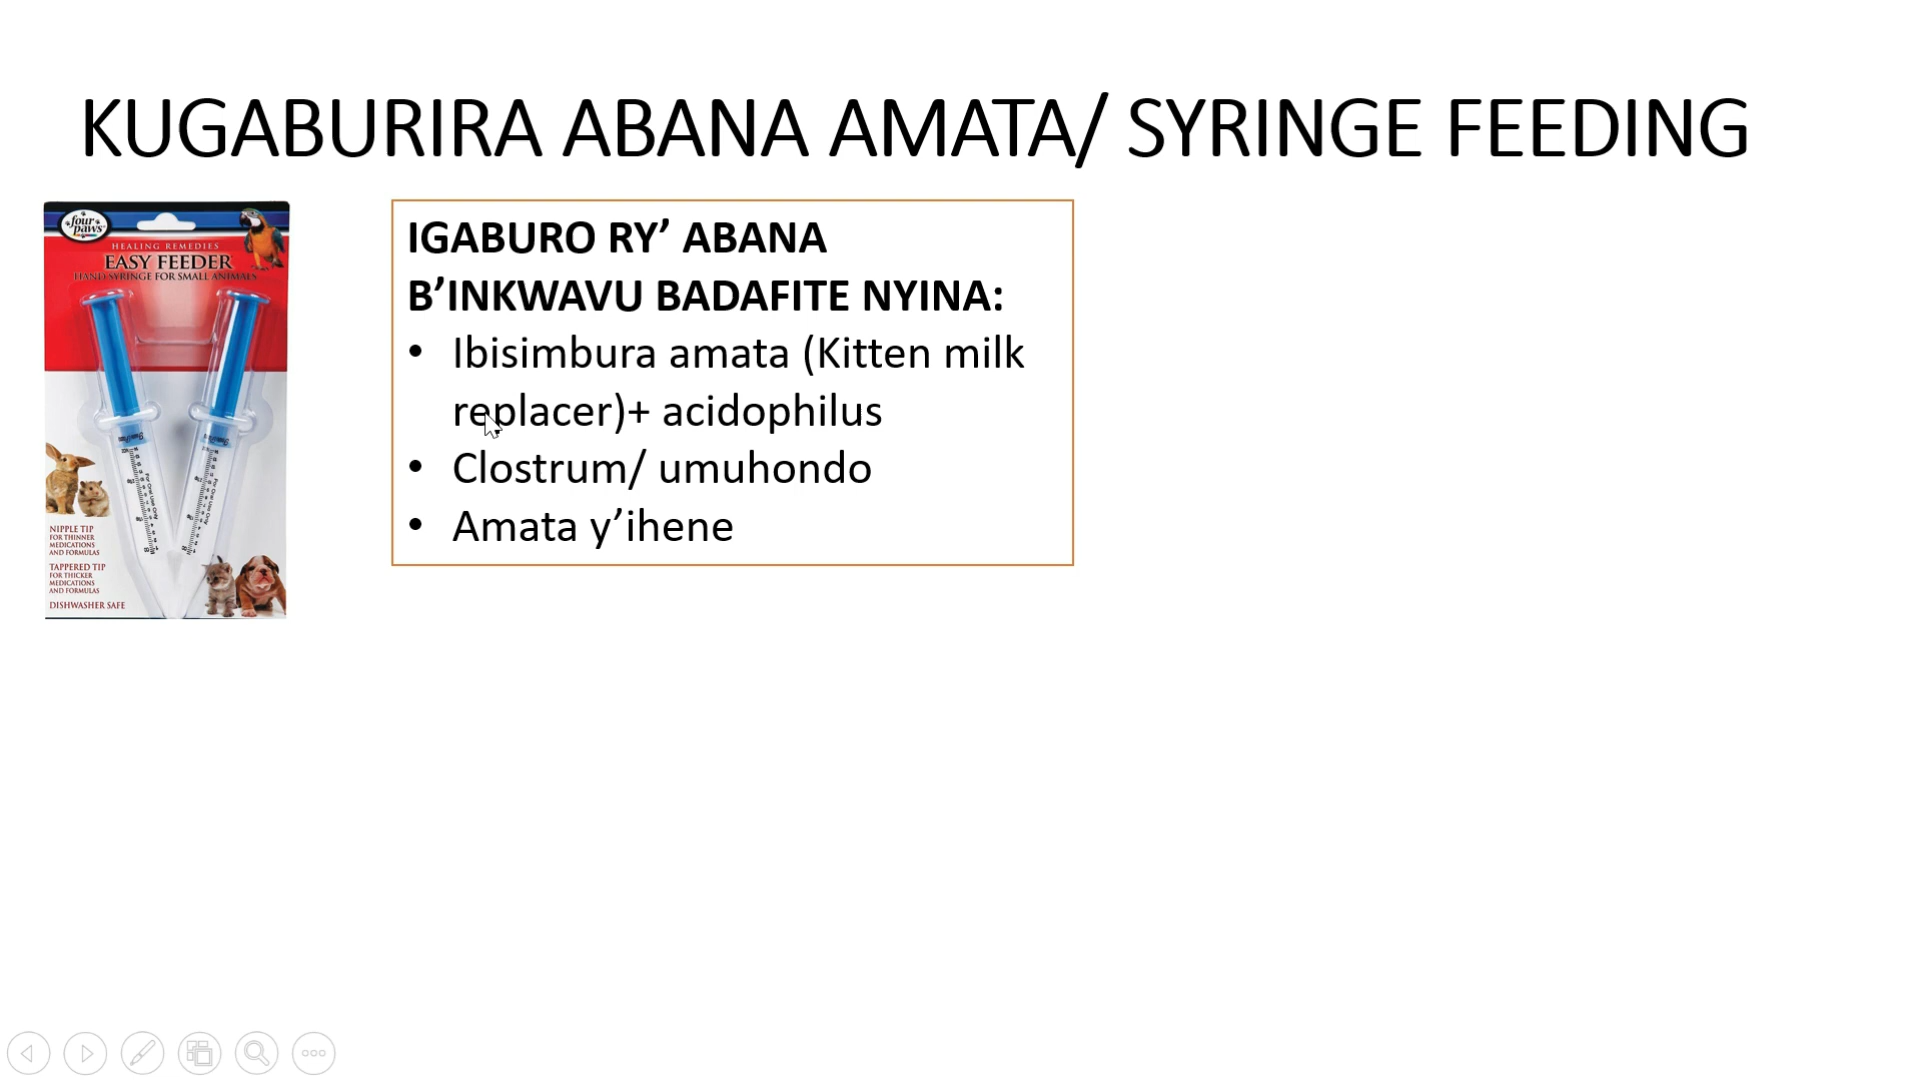 KUGABURIRA ABANA AMATA/ SYRINGE FEEDING
four
paws
HEALING REMEDIES
EASY FEEDER
HAND SYRINGE FOR SMALL ANIMALS
NIPPLE TIP
FOR THINNER
MEDICATIONS
AND FORMULAS
TAPPERED TIP
FOR THICKER
MEDICATIONS
AND FORMULAS
DISHWASHER SAFE
IGABURO RY’ ABANA
B’INKWAVU BADAFITE NYINA:
• Ibisimbura amata (Kitten milk
replacer)+ acidophilus
• Clostrum/ umuhondo
• Amata y’ihene